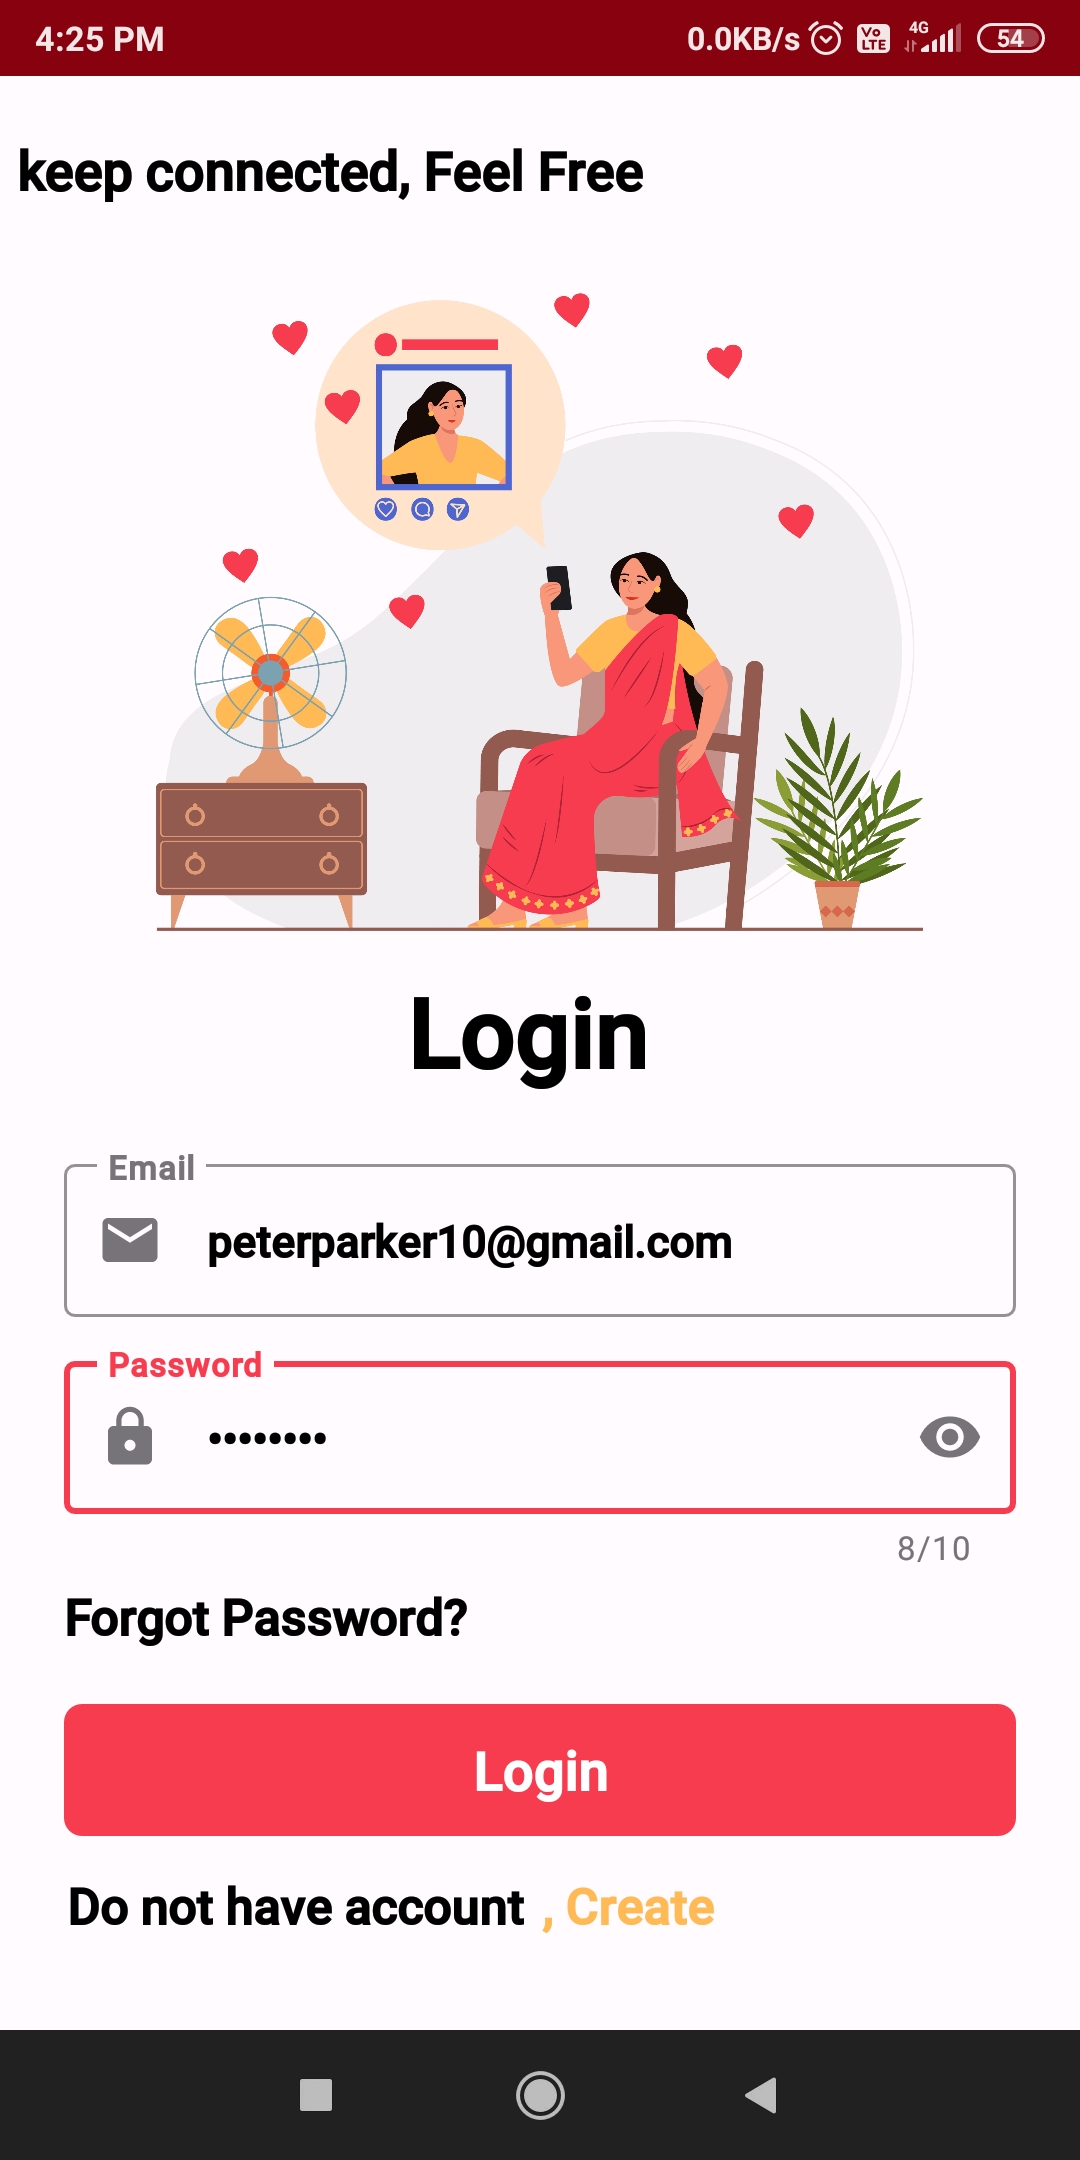 4:25 PM 0.0KB/s Vo LTE 4G 54
keep connected, Feel Free
Login
Email
peterparker10@gmail.com
Password
••••••••
8/10
Forgot Password?
Login
Do not have account , Create